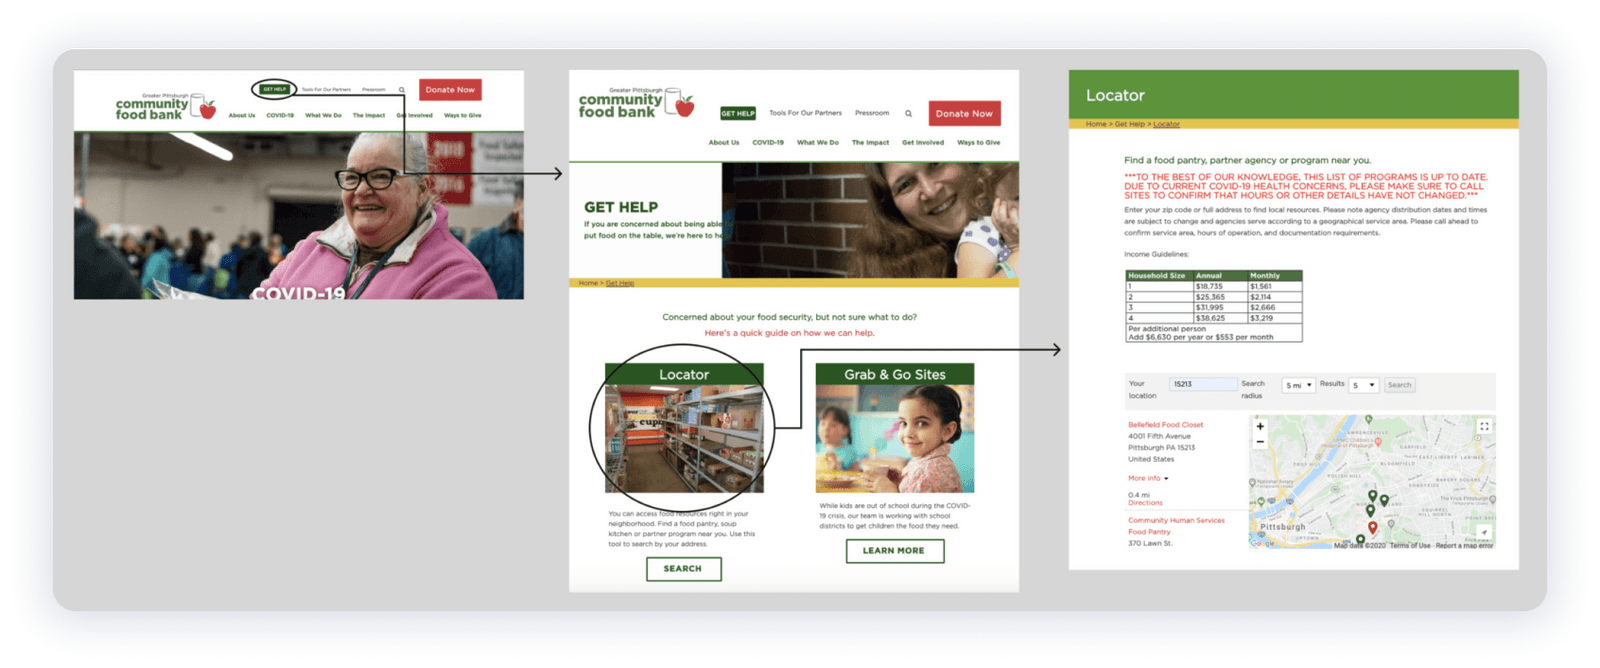 Greater Pittsburgh
community
food bank
GET HELP
Tools For Our Partners
Pressroom
Donate Now
About Us
COVID-19
What We Do
The Impact
Get Involved
Ways to Give
COVID-19
Greater Pittsburgh
community
food bank
GET HELP
Tools For Our Partners
Pressroom
Donate Now
About Us
COVID-19
What We Do
The Impact
Get Involved
Ways to Give
GET HELP
If you are concerned about being able
put food on the table, we're here to he
Home > Get Help
Concerned about your food security, but not sure what to do?
Here's a quick guide on how we can help.
Locator
You can access food resources right in your
neighborhood. Find a food pantry, soup
kitchen or partner program near you. Use this
tool to search by your address.
SEARCH
Grab & Go Sites
While kids are out of school during the COVID-
19 crisis, our team is working with school
districts to get children the food they need.
LEARN MORE
Locator
Home > Get Help > Locator
Find a food pantry, partner agency or program near you.
***TO THE BEST OF OUR KNOWLEDGE, THIS LIST OF PROGRAMS IS UP TO DATE.
DUE TO CURRENT COVID-19 HEALTH CONCERNS, PLEASE MAKE SURE TO CALL
SITES TO CONFIRM THAT HOURS OR OTHER DETAILS HAVE NOT CHANGED.***
Enter your zip code or full address to find local resources. Please note agency distribution dates and times
are subject to change and agencies serve according to a geographical service area. Please call ahead to
confirm service area, hours of operation, and documentation requirements.
Income Guidelines:
Household Size Annual Monthly
1 $18,735 $1,561
2 $25,365 $2,114
3 $31,995 $2,666
4 $38,625 $3,219
Per additional person
Add $6,630 per year or $553 per month
Your location 15213 Search radius 5 mi Results 5 Search
Bellefield Food Closet
4001 Fifth Avenue
Pittsburgh PA 15213
United States
More info
0.4 mi
Directions
Community Human Services
Food Pantry
370 Lawn St.
Pittsburgh
Google
Map data ©2020 Terms of Use Report a map error